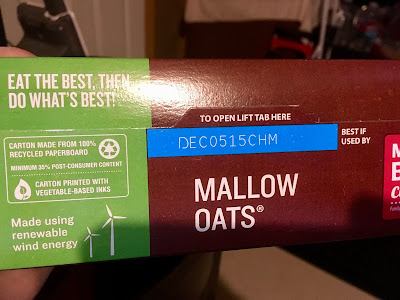 EAT THE BEST, THEN
DO WHAT'S BEST!
CARTON MADE FROM 100%
RECYCLED PAPERBOARD
MINIMUM 35% POST-CONSUMER CONTENT
CARTON PRINTED WITH
VEGETABLE-BASED INKS
Made using
renewable
wind energy
TO OPEN LIFT TAB HERE
DEC0515CHM
BEST IF
USED BY
MALLOW
OATS®